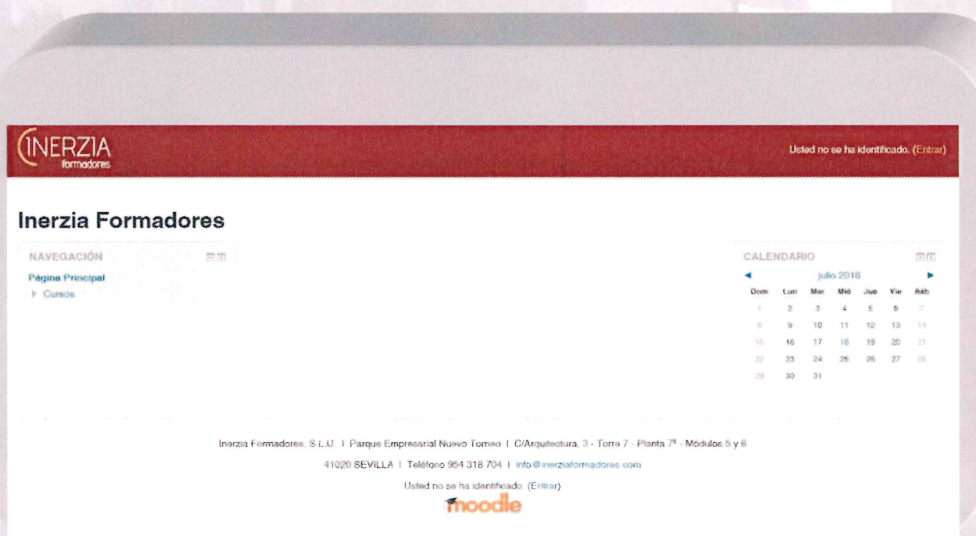 INERZIA
formadores
Usted no se ha identificado. (Entrar)
Inerzia Formadores
NAVEGACIÓN
Página Principal
Cursos
CALENDARIO
julio 2018
Dom Lun Mar Mié Jue Vie Sáb
1 2 3 4 5 6 7
8 9 10 11 12 13 14
15 16 17 18 19 20 21
22 23 24 25 26 27 28
29 30 31
Inerzia Formadores, S.L.U. | Parque Empresarial Nuevo Torneo | C/Arquitectura, 3 - Torre 7 - Planta 7ª - Módulos 5 y 6
41020 SEVILLA | Teléfono 954 318 704 | info@inerziaformadores.com
Usted no se ha identificado. (Entrar)
moodle